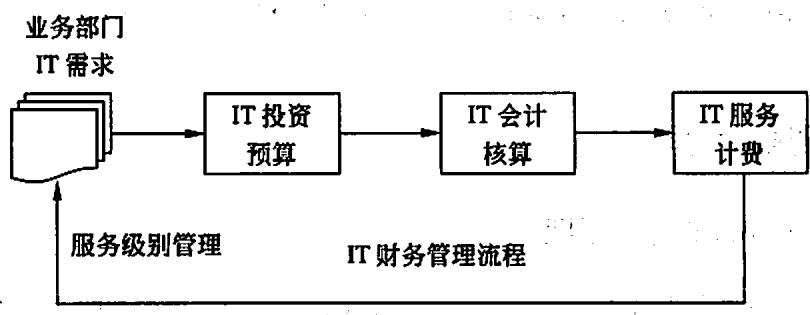 业务部门
IT 需求
IT 投资
预算
IT 会计
核算
IT 服务
计费
服务级别管理
IT 财务管理流程